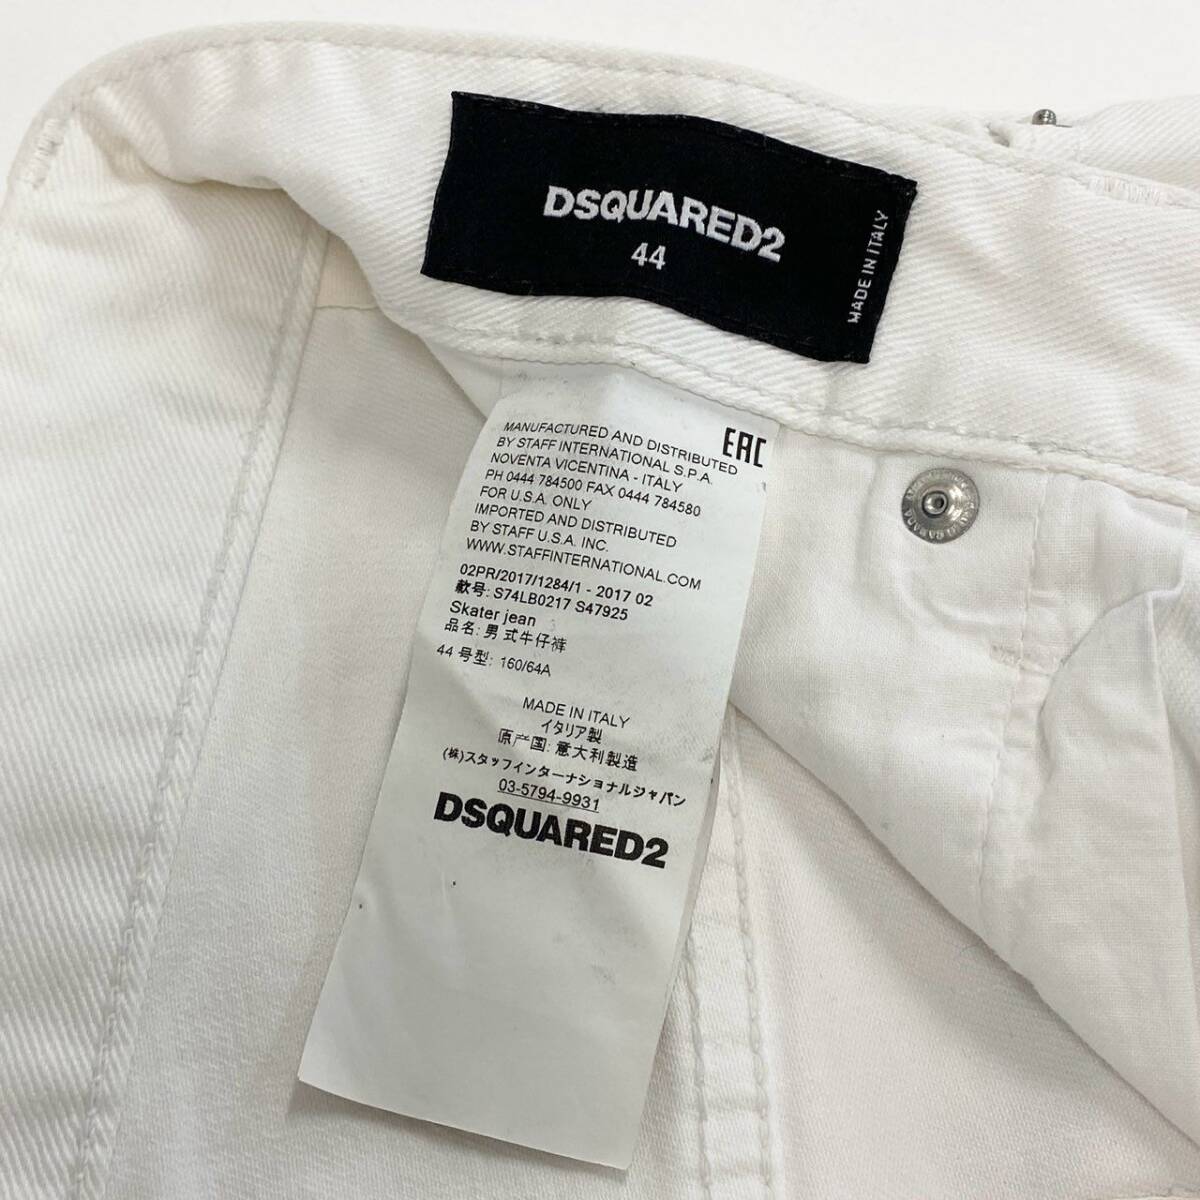 DSQUARED2
44
MADE IN ITALY
EAC
MANUFACTURED AND DISTRIBUTED
BY STAFF INTERNATIONAL S.P.A.
NOVENTA VICENTINA - ITALY
PH 0444 784500 FAX 0444 784580
FOR U.S.A. ONLY
IMPORTED AND DISTRIBUTED
BY STAFF U.S.A. INC.
WWW.STAFFINTERNATIONAL.COM
02PR/2017/1284/1 - 2017 02
款号: S74LB0217 S47925
Skater jean
品名: 男式牛仔裤
44 号型: 160/64A
MADE IN ITALY
イタリア製
原产国: 意大利製造
(株)スタッフインターナショナルジャパン
03-5794-9931
DSQUARED2